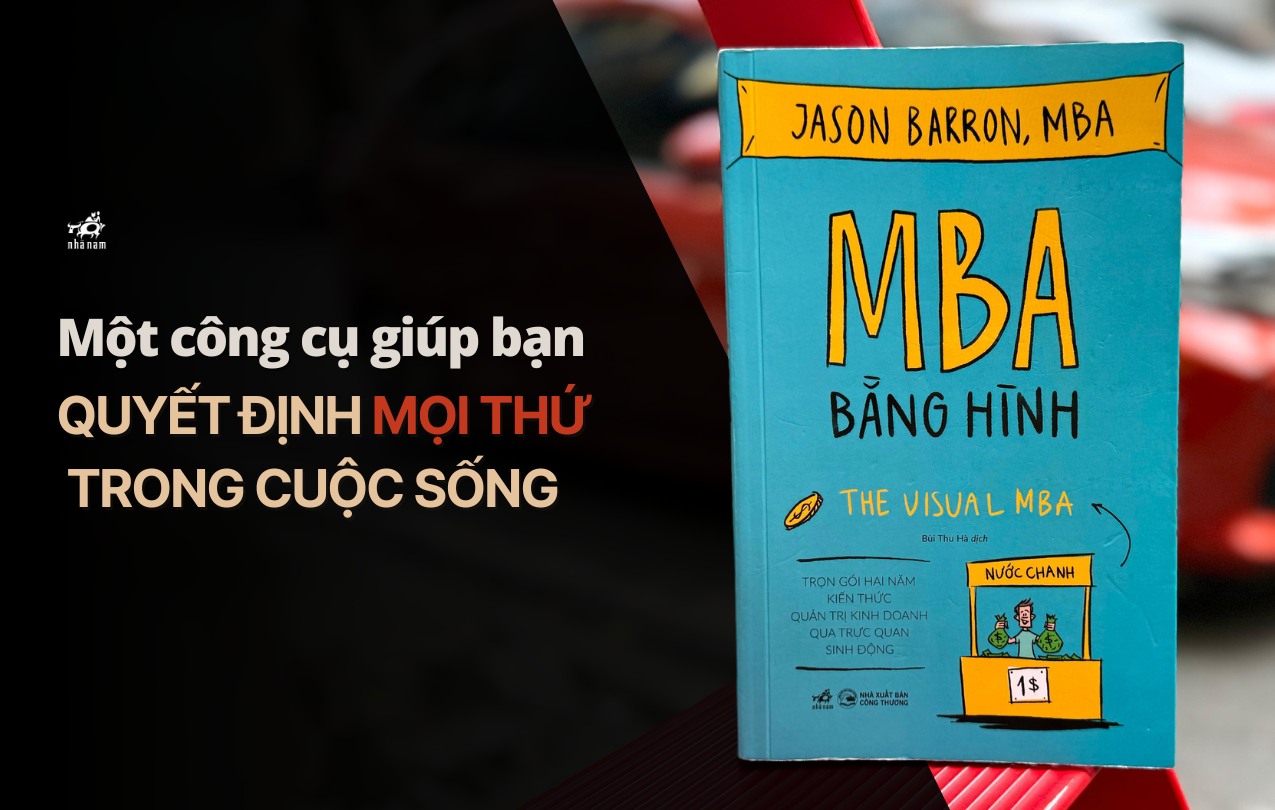 nhã nam
Một công cụ giúp bạn
QUYẾT ĐỊNH MỌI THỨ
TRONG CUỘC SỐNG
JASON BARRON, MBA
MBA
BẰNG HÌNH
THE VISUAL MBA
Bùi Thu Hà dịch
TRỌN GÓI HAI NĂM
KIẾN THỨC
QUẢN TRỊ KINH DOANH
QUA TRỰC QUAN
SINH ĐỘNG
NƯỚC CHANH
1$
nhã nam
NHÀ XUẤT BẢN
CÔNG THƯƠNG